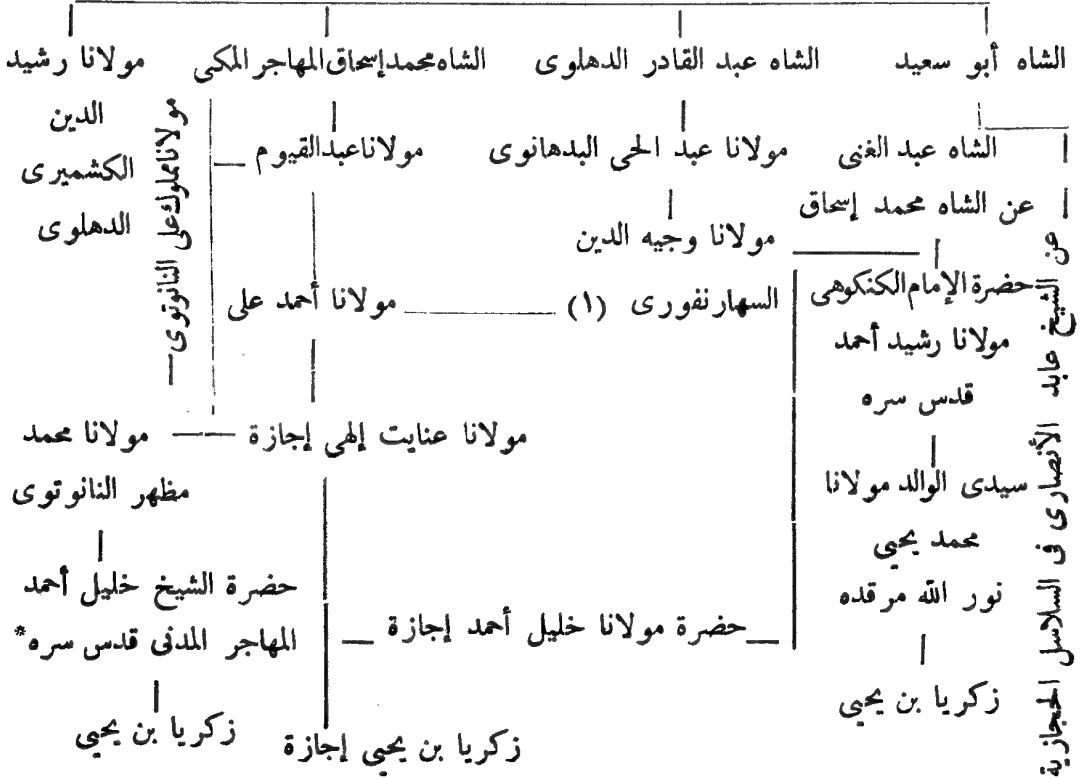 الشاه أبو سعيد
الشاه عبد القادر الدهلوى
الشاه محمد إسحاق المهاجر المكى
مولانا رشيد
الدين
الكشميرى
الدهلوى
الشاه عبد الغنى
عن الشاه محمد إسحاق
مولانا عبد الحى البدهانوى
مولانا عبد القيوم
مولانا مملوك على النانوتوى
مولانا وجيه الدين
السهارنفورى (١)
مولانا أحمد على
حضرة الإمام الكنكوهى
مولانا رشيد أحمد
قدس سره
عن الشيخ عابد الأنصارى فى السلاسل الحجازية
مولانا عنايت إلهى إجازة
مولانا محمد
مظهر النانوتوى
سيدى الوالد مولانا
محمد يحيى
نور الله مرقده
حضرة مولانا خليل أحمد إجازة
حضرة الشيخ خليل أحمد
المهاجر المدنى قدس سره*
زكريا بن يحيى
زكريا بن يحيى إجازة
زكريا بن يحيى